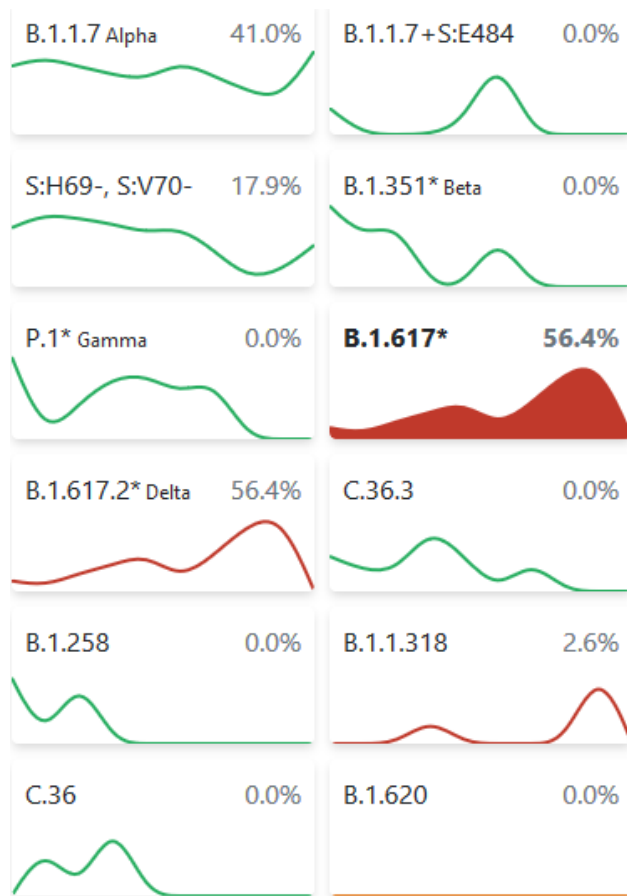 B.1.1.7 Alpha 41.0%
B.1.1.7+S:E484 0.0%
S:H69-, S:V70- 17.9%
B.1.351* Beta 0.0%
P.1* Gamma 0.0%
B.1.617* 56.4%
B.1.617.2* Delta 56.4%
C.36.3 0.0%
B.1.258 0.0%
B.1.1.318 2.6%
C.36 0.0%
B.1.620 0.0%